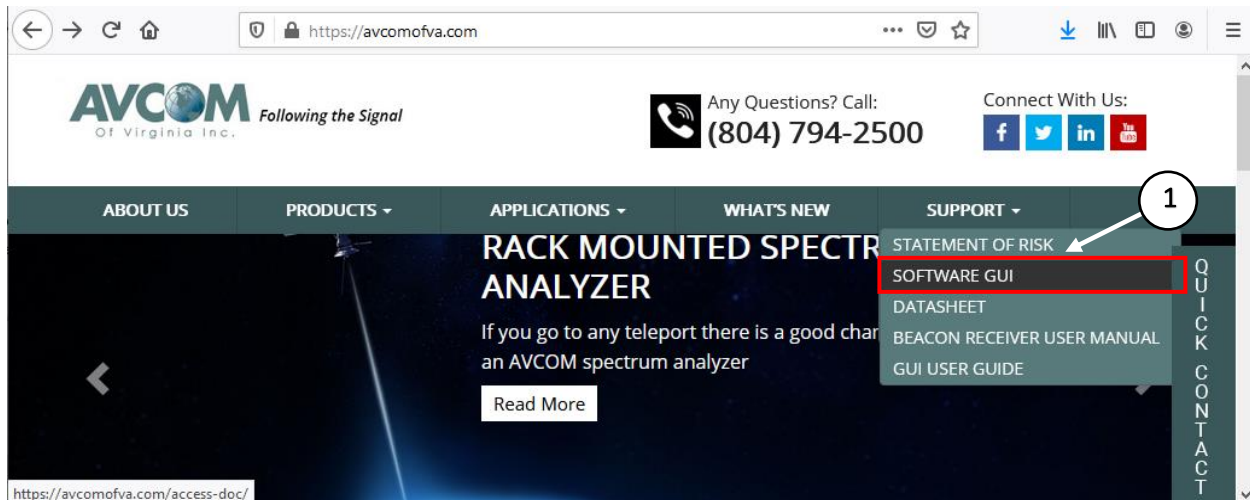 https://avcomofva.com
AVCOM
Of Virginia Inc.
Following the Signal
Any Questions? Call:
(804) 794-2500
Connect With Us:
f in You Tube
ABOUT US PRODUCTS APPLICATIONS WHAT'S NEW SUPPORT
1
RACK MOUNTED SPECTR
ANALYZER
If you go to any teleport there is a good char
an AVCOM spectrum analyzer
Read More
STATEMENT OF RISK
SOFTWARE GUI
DATASHEET
BEACON RECEIVER USER MANUAL
GUI USER GUIDE
QUICK CONTACT
https://avcomofva.com/access-doc/